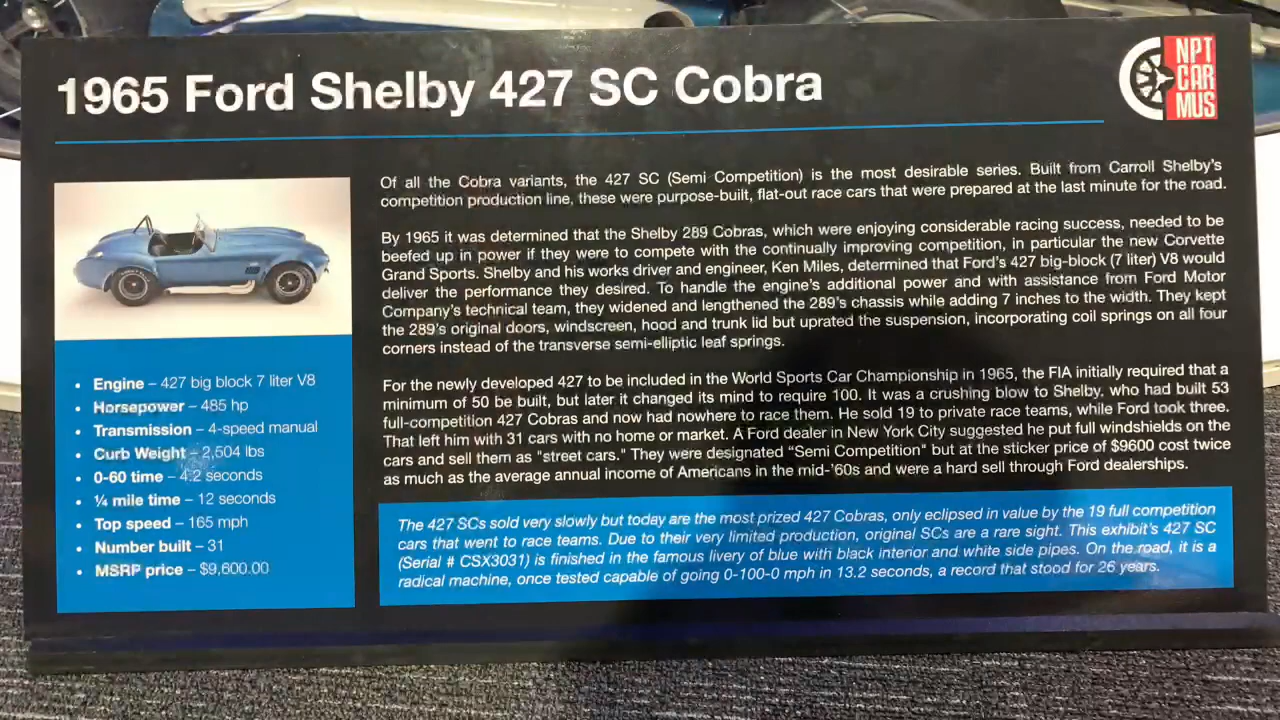 1965 Ford Shelby 427 SC Cobra
NPT
CAR
MUS
Of all the Cobra variants, the 427 SC (Semi Competition) is the most desirable series. Built from Carroll Shelby's
competition production line, these were purpose-built, flat-out race cars that were prepared at the last minute for the road.
By 1965 it was determined that the Shelby 289 Cobras, which were enjoying considerable racing success, needed to be
beefed up in power if they were to compete with the continually improving competition, in particular the new Corvette
Grand Sports. Shelby and his works driver and engineer, Ken Miles, determined that Ford's 427 big-block (7 liter) V8 would
deliver the performance they desired. To handle the engine's additional power and with assistance from Ford Motor
Company's technical team, they widened and lengthened the 289's chassis while adding 7 inches to the width. They kept
the 289's original doors, windscreen, hood and trunk lid but uprated the suspension, incorporating coil springs on all four
corners instead of the transverse semi-elliptic leaf springs.
For the newly developed 427 to be included in the World Sports Car Championship in 1965, the FIA initially required that a
minimum of 50 be built, but later it changed its mind to require 100. It was a crushing blow to Shelby, who had built 53
full-competition 427 Cobras and now had nowhere to race them. He sold 19 to private race teams, while Ford took three.
That left him with 31 cars with no home or market. A Ford dealer in New York City suggested he put full windshields on the
cars and sell them as "street cars." They were designated "Semi Competition" but at the sticker price of $9600 cost twice
as much as the average annual income of Americans in the mid-'60s and were a hard sell through Ford dealerships.
• Engine – 427 big block 7 liter V8
• Horsepower – 485 hp
• Transmission – 4-speed manual
• Curb Weight – 2,504 lbs
• 0-60 time – 4.2 seconds
• ¼ mile time – 12 seconds
• Top speed – 165 mph
• Number built – 31
• MSRP price – $9,600.00
The 427 SCs sold very slowly but today are the most prized 427 Cobras, only eclipsed in value by the 19 full competition
cars that went to race teams. Due to their very limited production, original SCs are a rare sight. This exhibit's 427 SC
(Serial # CSX3031) is finished in the famous livery of blue with black interior and white side pipes. On the road, it is a
radical machine, once tested capable of going 0-100-0 mph in 13.2 seconds, a record that stood for 26 years.